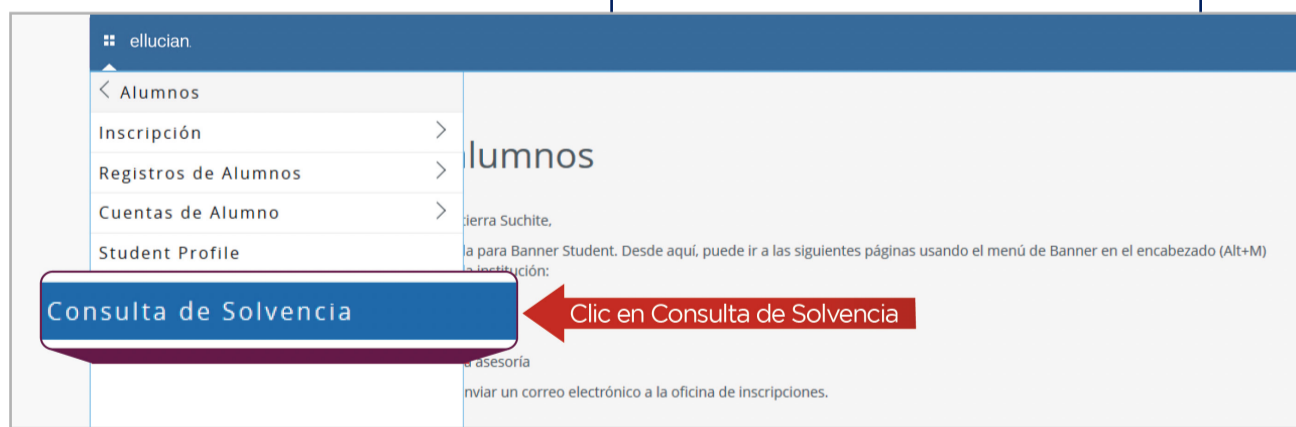 ellucian.
Alumnos
Inscripción
Registros de Alumnos
Cuentas de Alumno
Student Profile
Consulta de Solvencia
Clic en Consulta de Solvencia
lumnos
tierra Suchite,
la para Banner Student. Desde aquí, puede ir a las siguientes páginas usando el menú de Banner en el encabezado (Alt+M)
a institución:
a asesoría
nviar un correo electrónico a la oficina de inscripciones.